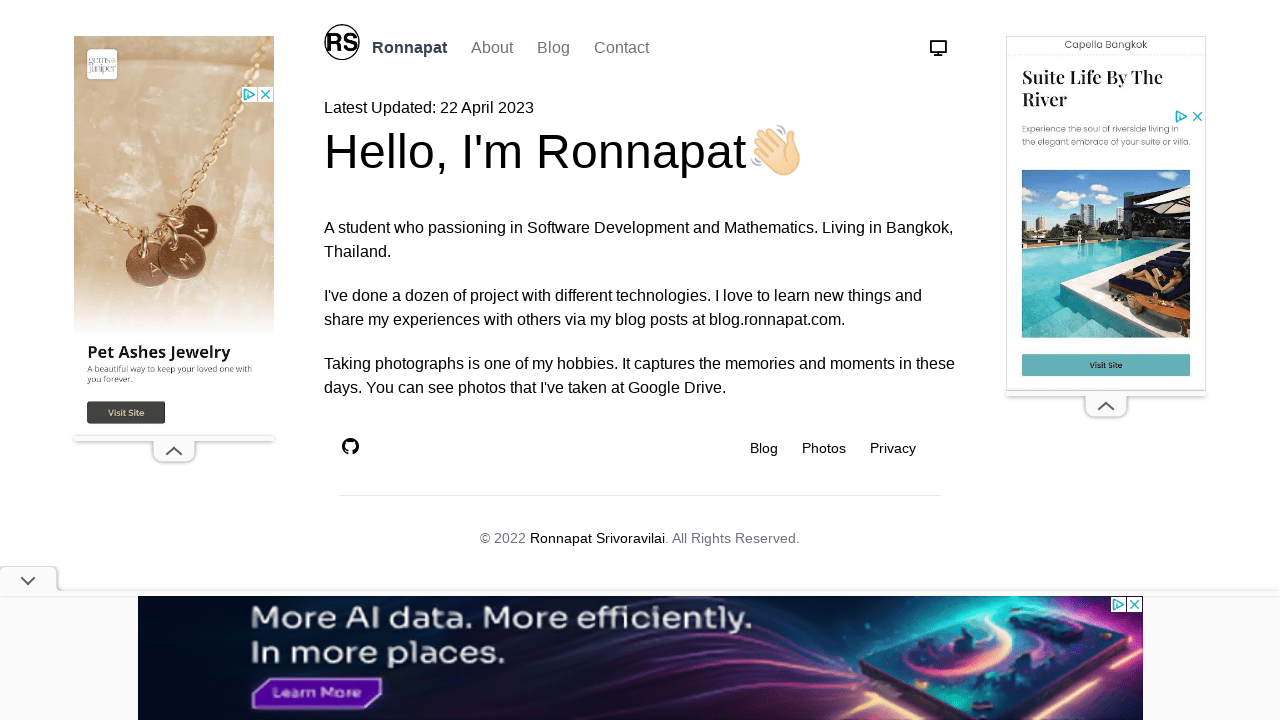 RS Ronnapat About Blog Contact
Latest Updated: 22 April 2023
Hello, I'm Ronnapat
A student who passioning in Software Development and Mathematics. Living in Bangkok,
Thailand.
I've done a dozen of project with different technologies. I love to learn new things and
share my experiences with others via my blog posts at blog.ronnapat.com.
Taking photographs is one of my hobbies. It captures the memories and moments in these
days. You can see photos that I've taken at Google Drive.
Blog Photos Privacy
© 2022 Ronnapat Srivoravilai. All Rights Reserved.
gems of
juniper
K
A
M
Pet Ashes Jewelry
A beautiful way to keep your loved one with
you forever.
Visit Site
Capella Bangkok
Suite Life By The
River
Experience the soul of riverside living in
the elegant embrace of your suite or villa.
Visit Site
More AI data. More efficiently.
In more places.
Learn More